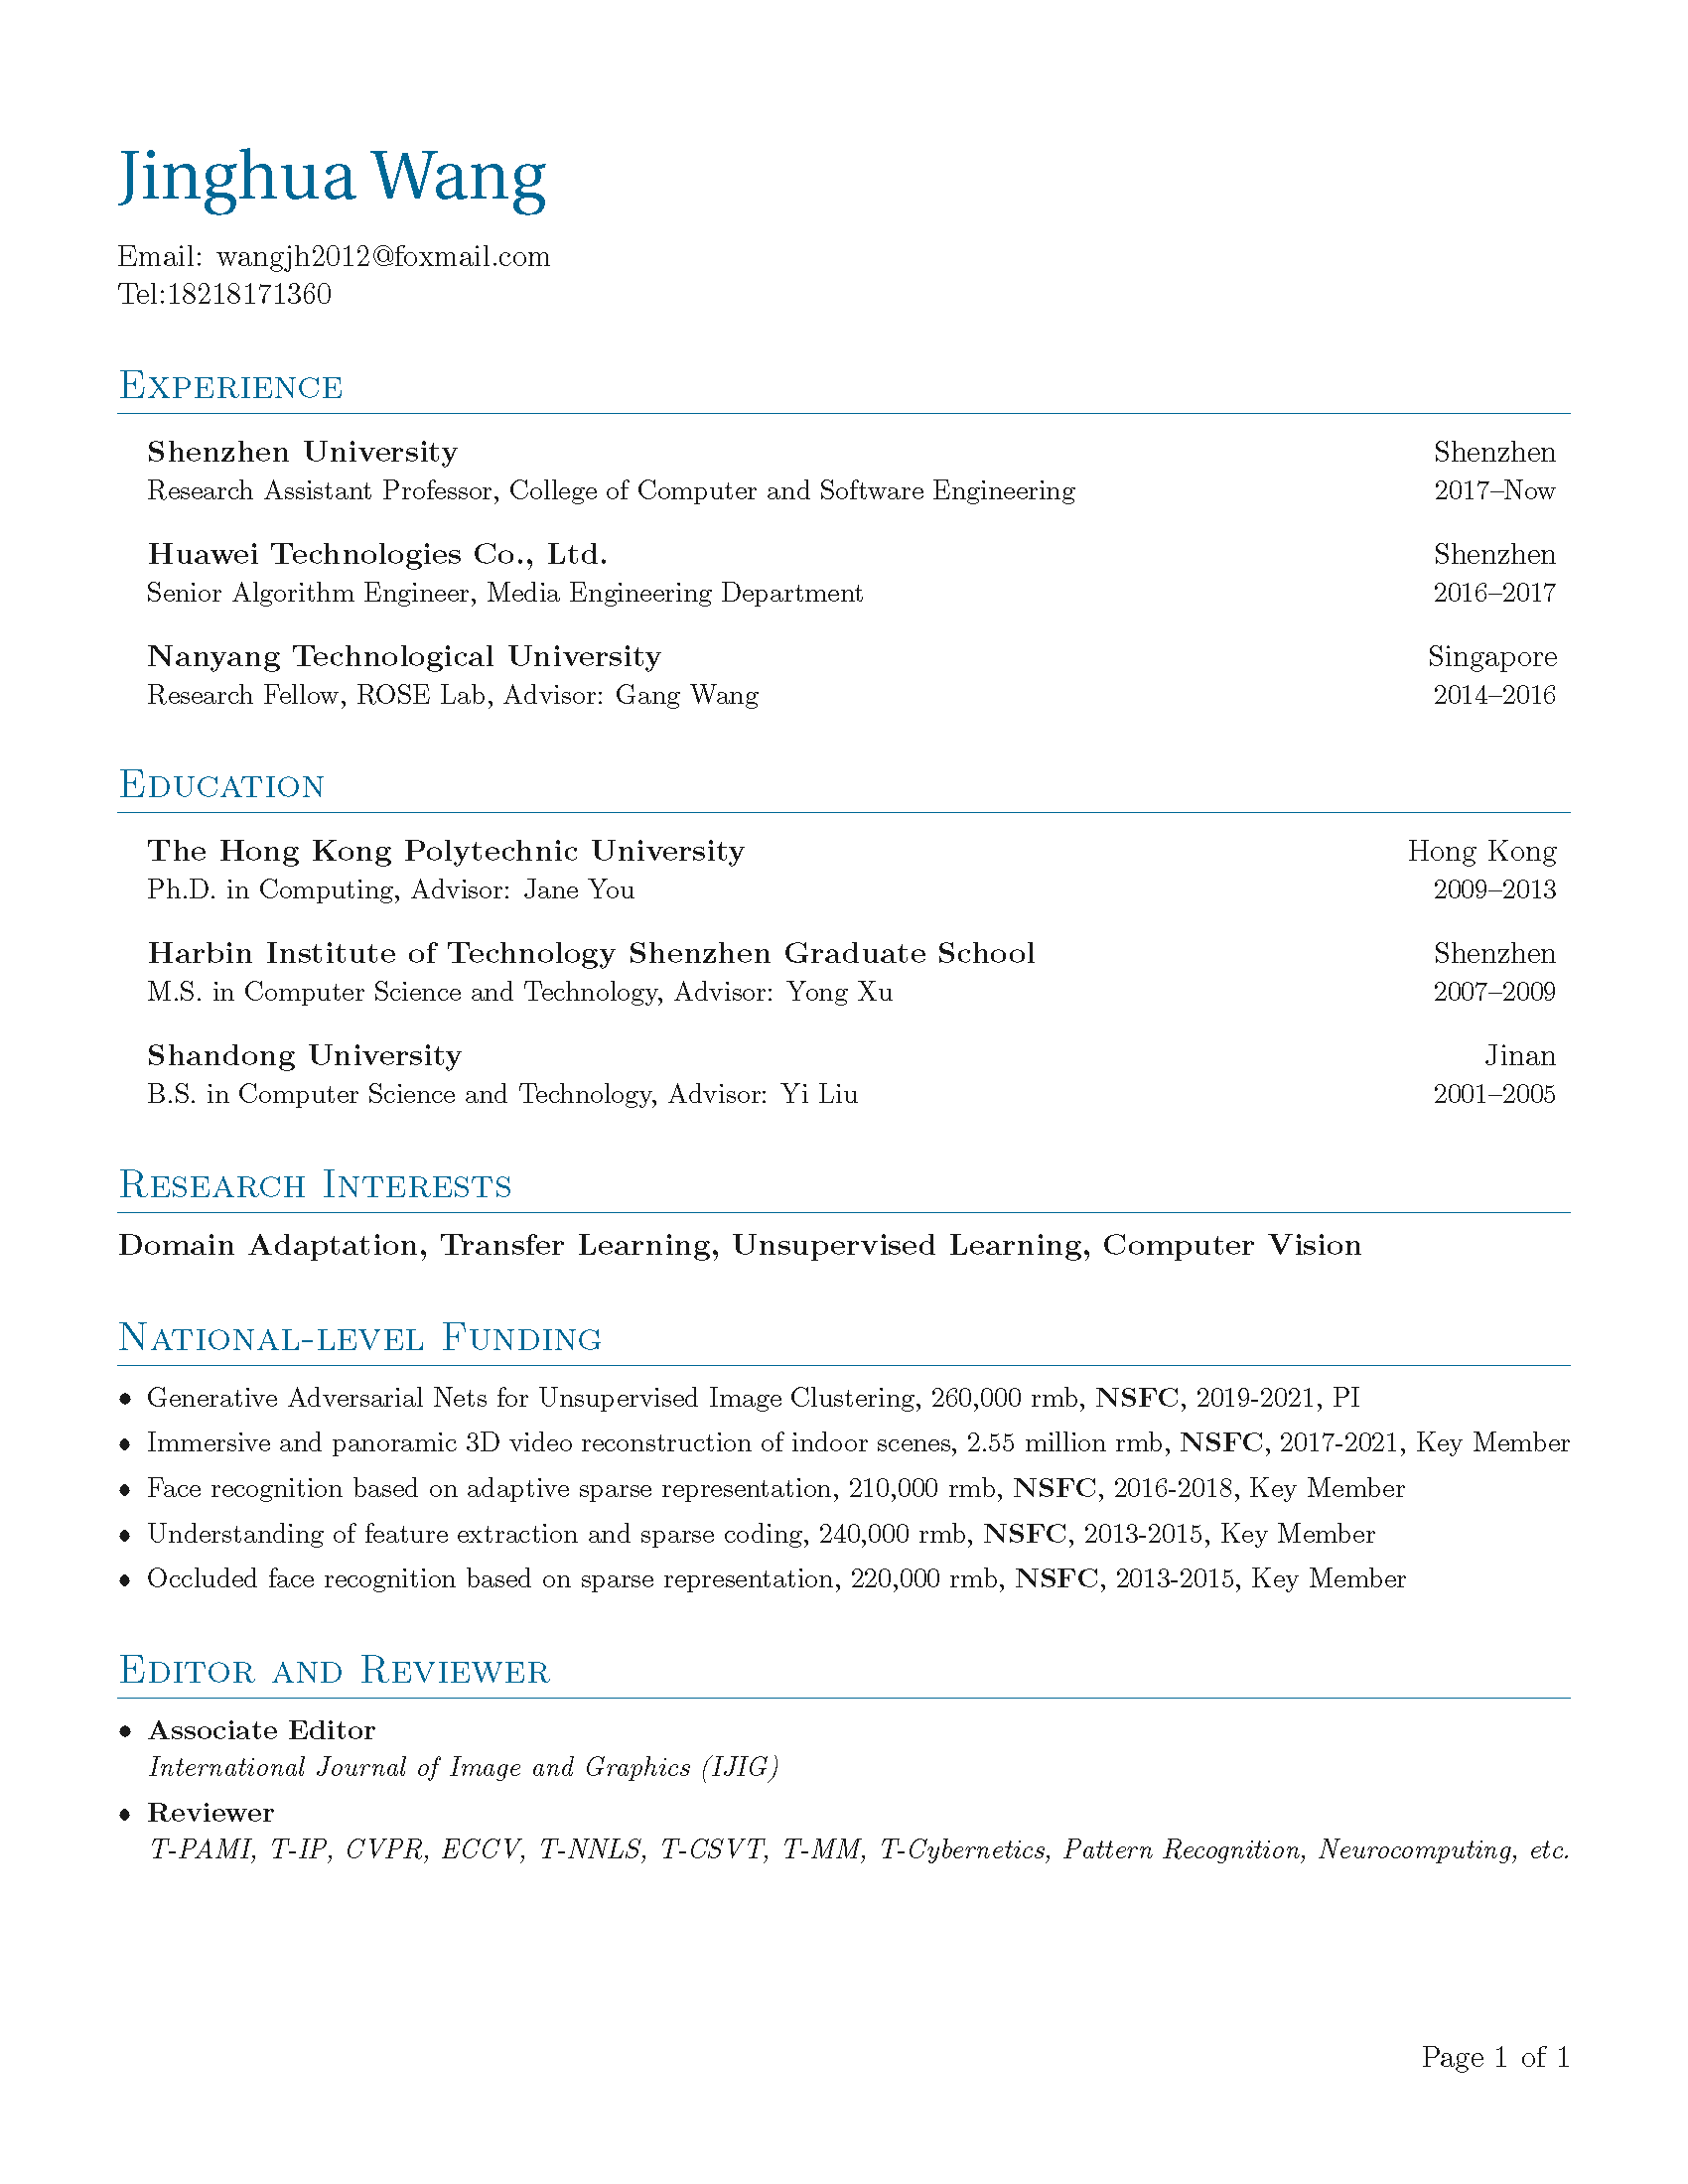 Jinghua Wang
Email: wangjh2012@foxmail.com
Tel:18218171360
Experience
Shenzhen University Shenzhen
Research Assistant Professor, College of Computer and Software Engineering 2017–Now
Huawei Technologies Co., Ltd. Shenzhen
Senior Algorithm Engineer, Media Engineering Department 2016–2017
Nanyang Technological University Singapore
Research Fellow, ROSE Lab, Advisor: Gang Wang 2014–2016
Education
The Hong Kong Polytechnic University Hong Kong
Ph.D. in Computing, Advisor: Jane You 2009–2013
Harbin Institute of Technology Shenzhen Graduate School Shenzhen
M.S. in Computer Science and Technology, Advisor: Yong Xu 2007–2009
Shandong University Jinan
B.S. in Computer Science and Technology, Advisor: Yi Liu 2001–2005
Research Interests
Domain Adaptation, Transfer Learning, Unsupervised Learning, Computer Vision
National-level Funding
• Generative Adversarial Nets for Unsupervised Image Clustering, 260,000 rmb, NSFC, 2019-2021, PI
• Immersive and panoramic 3D video reconstruction of indoor scenes, 2.55 million rmb, NSFC, 2017-2021, Key Member
• Face recognition based on adaptive sparse representation, 210,000 rmb, NSFC, 2016-2018, Key Member
• Understanding of feature extraction and sparse coding, 240,000 rmb, NSFC, 2013-2015, Key Member
• Occluded face recognition based on sparse representation, 220,000 rmb, NSFC, 2013-2015, Key Member
Editor and Reviewer
• Associate Editor
International Journal of Image and Graphics (IJIG)
• Reviewer
T-PAMI, T-IP, CVPR, ECCV, T-NNLS, T-CSVT, T-MM, T-Cybernetics, Pattern Recognition, Neurocomputing, etc.
Page 1 of 1